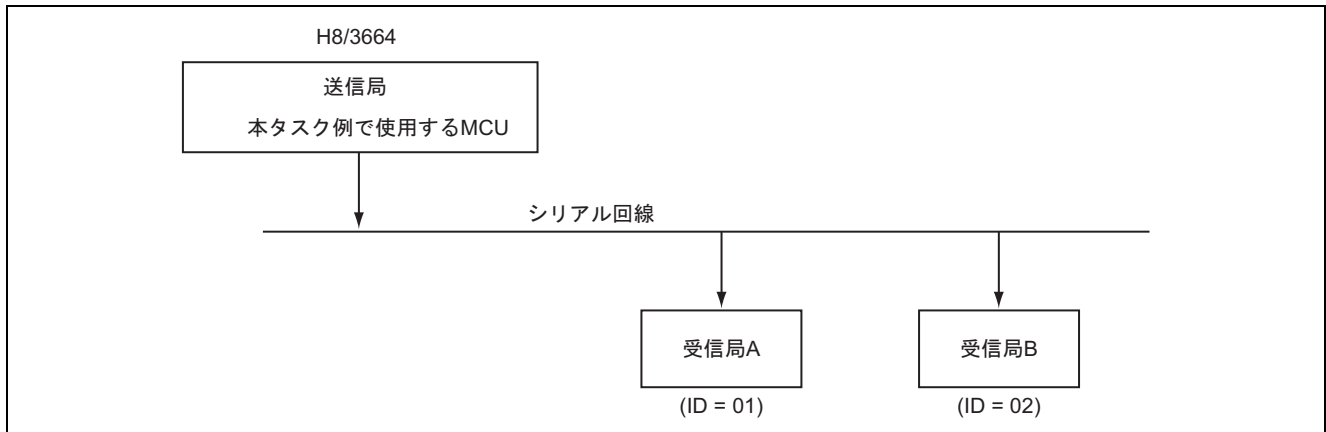 H8/3664
送信局
本タスク例で使用するMCU
シリアル回線
受信局A
受信局B
(ID = 01)
(ID = 02)